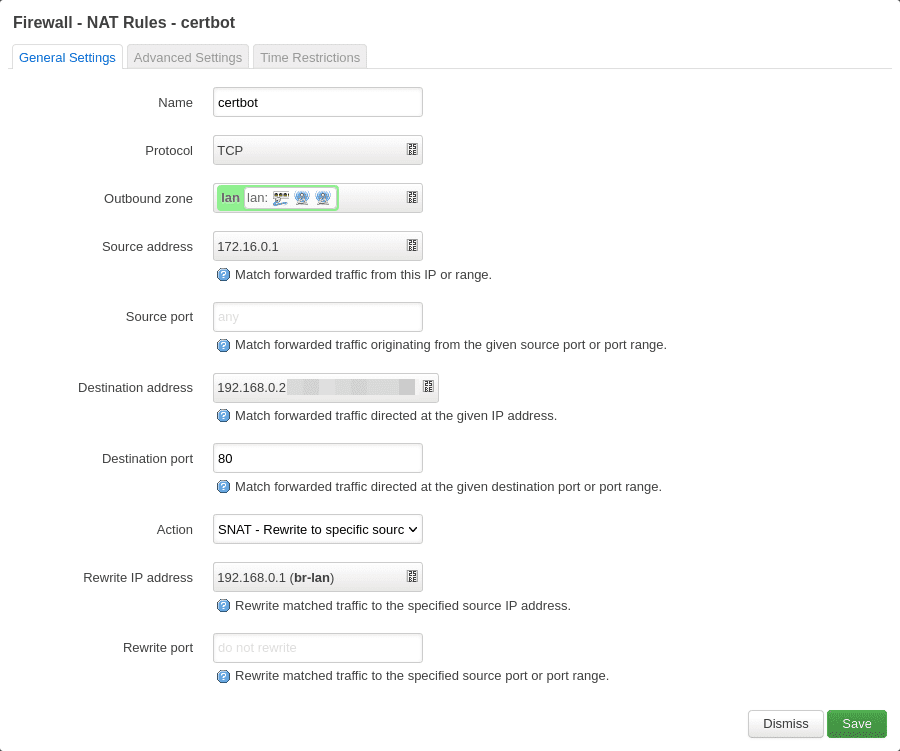 Firewall - NAT Rules - certbot
General Settings
Advanced Settings
Time Restrictions
Name
certbot
Protocol
TCP
Outbound zone
lan lan:
Source address
172.16.0.1
Match forwarded traffic from this IP or range.
Source port
any
Match forwarded traffic originating from the given source port or port range.
Destination address
192.168.0.2
Match forwarded traffic directed at the given IP address.
Destination port
80
Match forwarded traffic directed at the given destination port or port range.
Action
SNAT - Rewrite to specific sourc
Rewrite IP address
192.168.0.1 (br-lan)
Rewrite matched traffic to the specified source IP address.
Rewrite port
do not rewrite
Rewrite matched traffic to the specified source port or port range.
Dismiss
Save